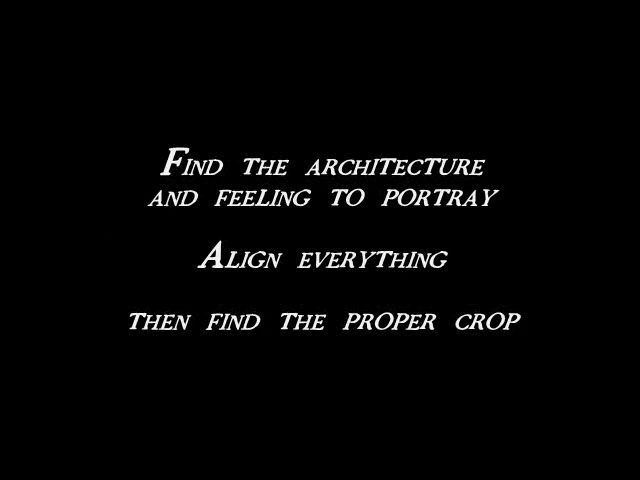 Find the architecture
and feeling to portray
Align everything
then find the proper crop